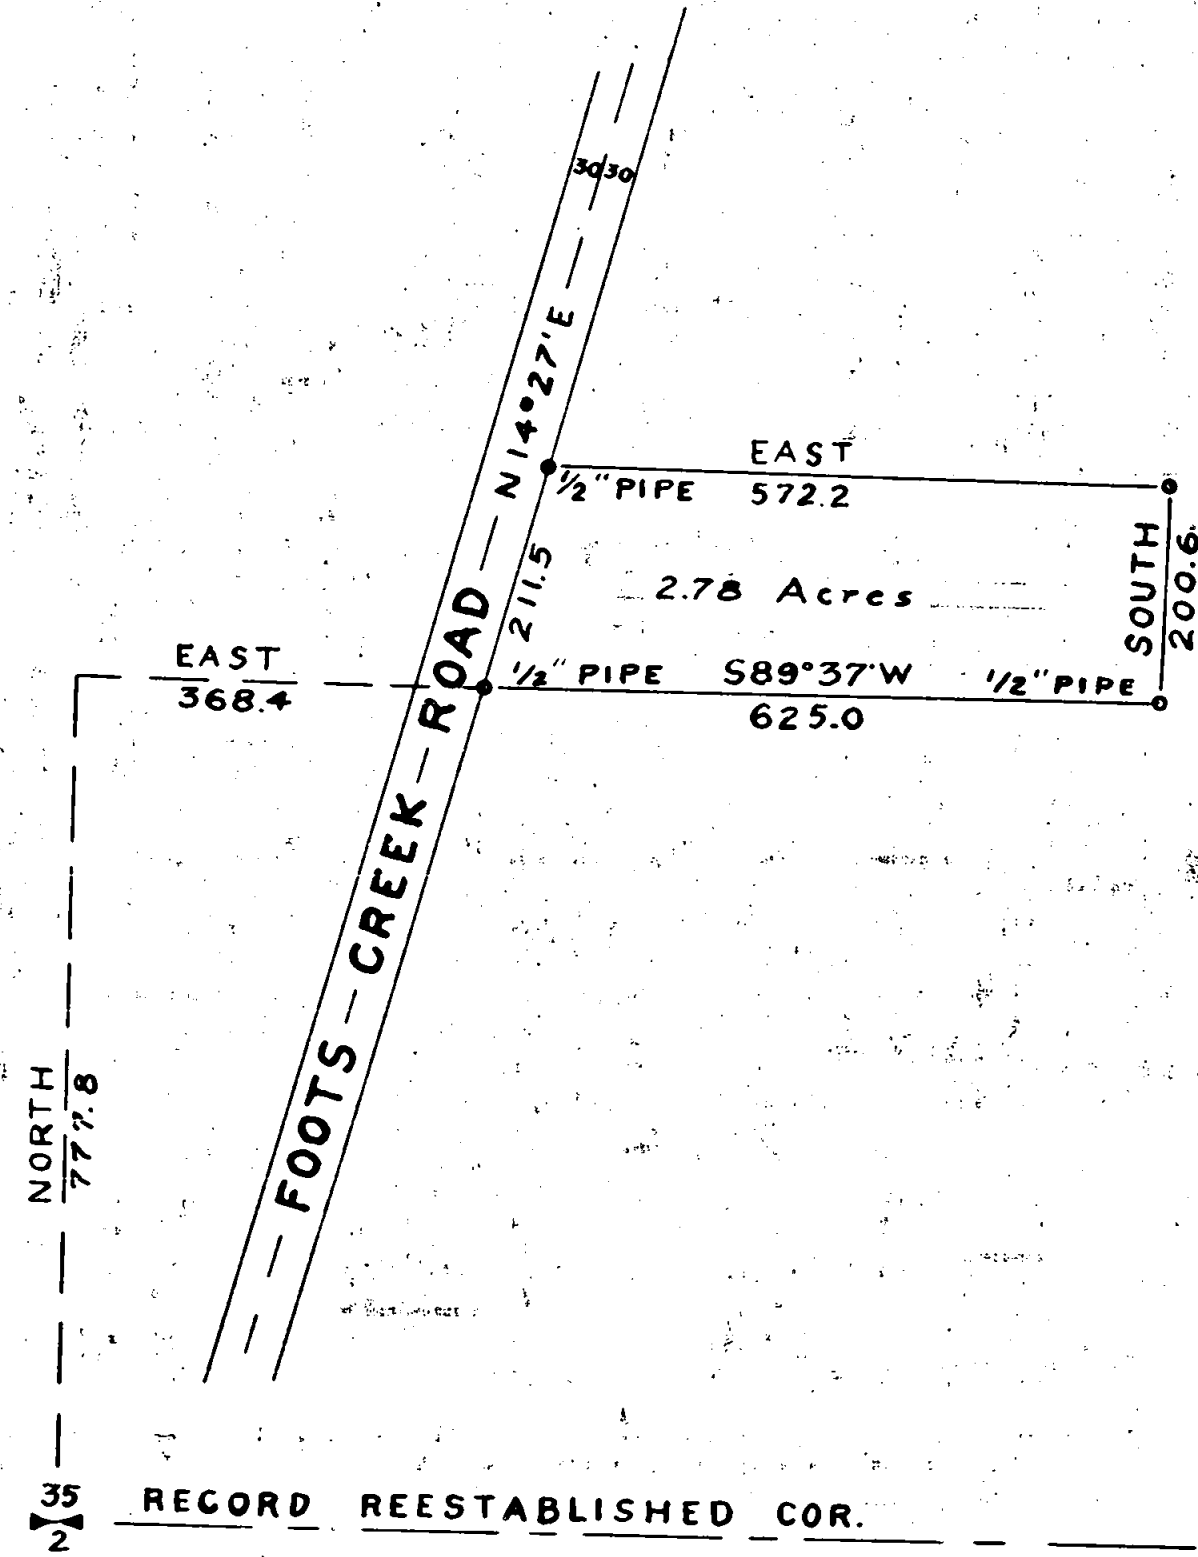 30 30
FOOTS - CREEK - ROAD - N14°27'E
EAST
1/2" PIPE 572.2
211.5
2.78 Acres
SOUTH
200.6
EAST
368.4
1/2" PIPE S89°37'W 1/2" PIPE
625.0
NORTH
777.8
35
2
RECORD REESTABLISHED COR.